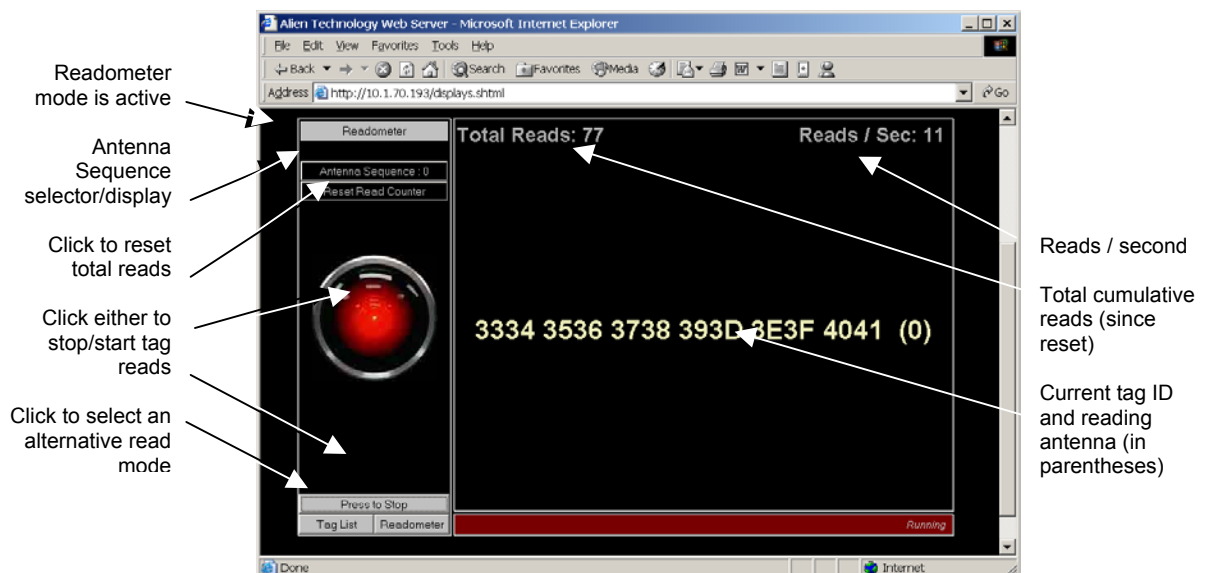 Alien Technology Web Server - Microsoft Internet Explorer
File Edit View Favorites Tools Help
Back Search Favorites Media
Address http://10.1.70.193/displays.shtml Go
Readometer
mode is active
Antenna
Sequence
selector/display
Click to reset
total reads
Click either to
stop/start tag
reads
Click to select an
alternative read
mode
Readometer
Antenna Sequence : 0
Reset Read Counter
Press to Stop
Tag List Readometer
Total Reads: 77 Reads / Sec: 11
3334 3536 3738 393D 3E3F 4041 (0)
Running
Reads / second
Total cumulative
reads (since
reset)
Current tag ID
and reading
antenna (in
parentheses)
Done Internet